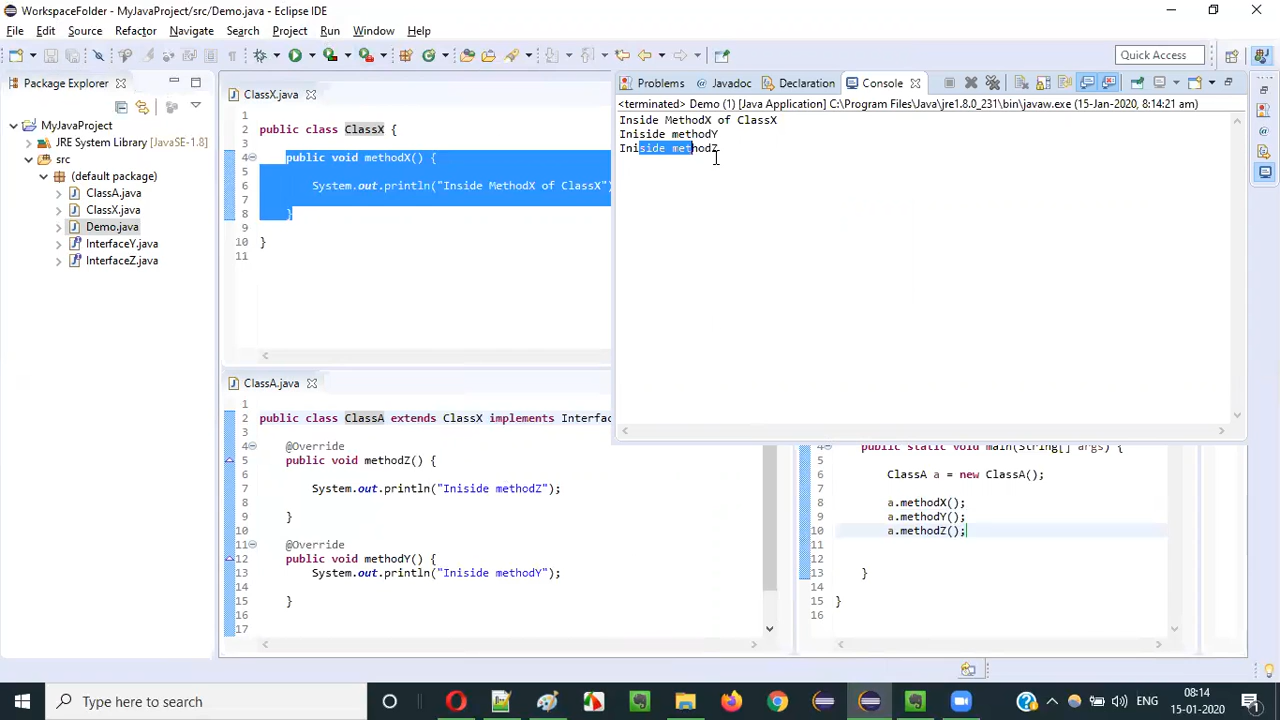 WorkspaceFolder - MyJavaProject/src/Demo.java - Eclipse IDE
File Edit Source Refactor Navigate Search Project Run Window Help
Quick Access
Package Explorer
MyJavaProject
JRE System Library [JavaSE-1.8]
src
(default package)
ClassA.java
ClassX.java
Demo.java
InterfaceY.java
InterfaceZ.java
ClassX.java
1
2 public class ClassX {
3
4 public void methodX() {
5
6 System.out.println("Inside MethodX of ClassX")
7
8 }
9
10 }
11
Problems @ Javadoc Declaration Console
<terminated> Demo (1) [Java Application] C:\Program Files\Java\jre1.8.0_231\bin\javaw.exe (15-Jan-2020, 8:14:21 am)
Inside MethodX of ClassX
Iniside methodY
Iniside methodZ
ClassA.java
1
2 public class ClassA extends ClassX implements Interfac
3
4 @Override
5 public void methodZ() {
6
7 System.out.println("Iniside methodZ");
8
9 }
10
11 @Override
12 public void methodY() {
13 System.out.println("Iniside methodY");
14
15 }
16
17
4 public static void main(String[] args) {
5
6 ClassA a = new ClassA();
7
8 a.methodX();
9 a.methodY();
10 a.methodZ();
11
12
13 }
14
15 }
16
Type here to search
ENG
08:14
15-01-2020
1